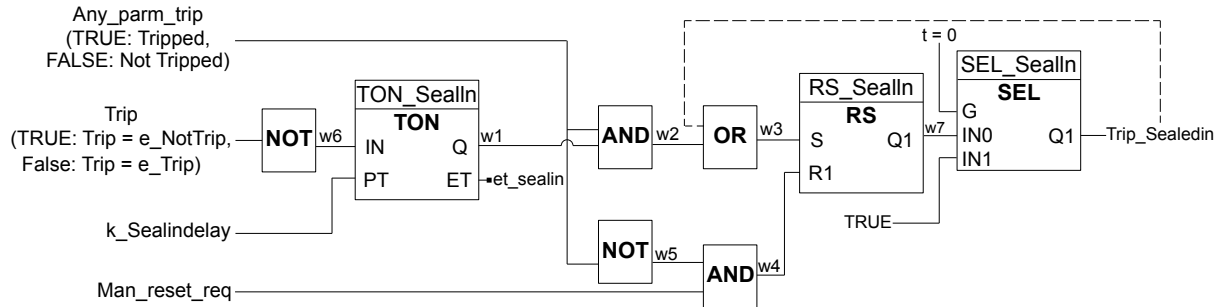 Any_parm_trip
(TRUE: Tripped,
FALSE: Not Tripped)
t = 0
TON_SealIn
TON
IN
Q
PT
ET
et_sealin
RS_SealIn
RS
S
Q1
R1
SEL_SealIn
SEL
G
IN0
Q1
IN1
Trip_Sealedin
Trip
(TRUE: Trip = e_NotTrip,
False: Trip = e_Trip)
NOT
w6
w1
AND
w2
OR
w3
w7
k_Sealindelay
TRUE
NOT
w5
AND
w4
Man_reset_req